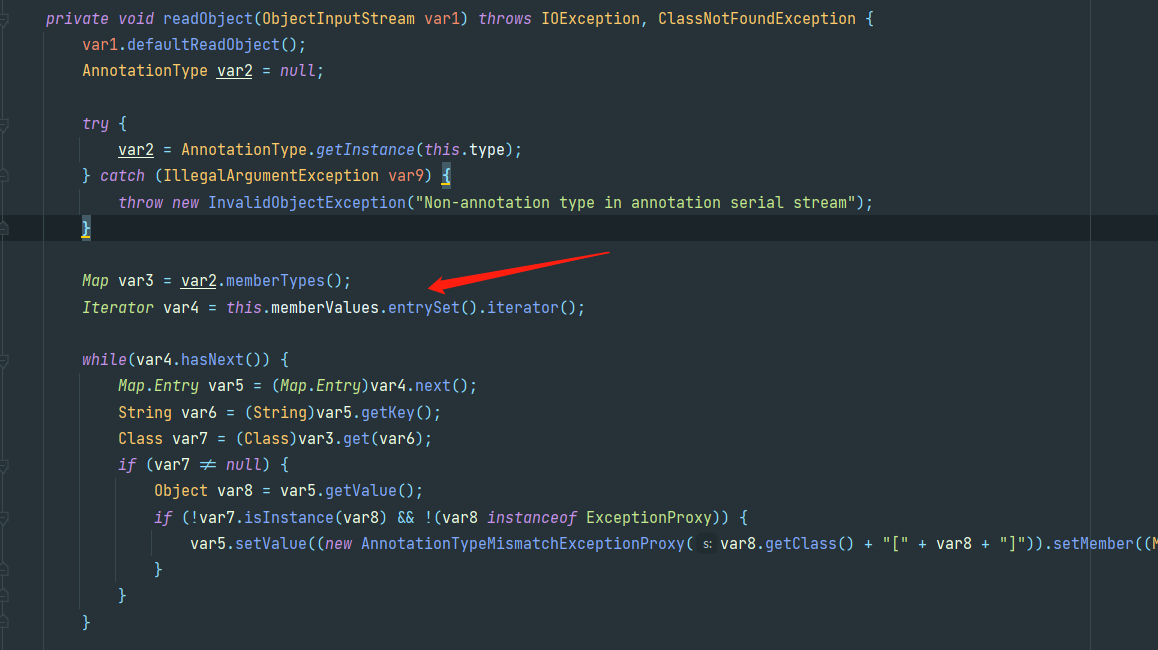 private void readObject(ObjectInputStream var1) throws IOException, ClassNotFoundException {
var1.defaultReadObject();
AnnotationType var2 = null;
try {
var2 = AnnotationType.getInstance(this.type);
} catch (IllegalArgumentException var9) {
throw new InvalidObjectException("Non-annotation type in annotation serial stream");
}
Map var3 = var2.memberTypes();
Iterator var4 = this.memberValues.entrySet().iterator();
while(var4.hasNext()) {
Map.Entry var5 = (Map.Entry)var4.next();
String var6 = (String)var5.getKey();
Class var7 = (Class)var3.get(var6);
if (var7 ≠ null) {
Object var8 = var5.getValue();
if (!var7.isInstance(var8) && !(var8 instanceof ExceptionProxy)) {
var5.setValue((new AnnotationTypeMismatchExceptionProxy( s: var8.getClass() + "[" + var8 + "]")).setMember((
}
}
}